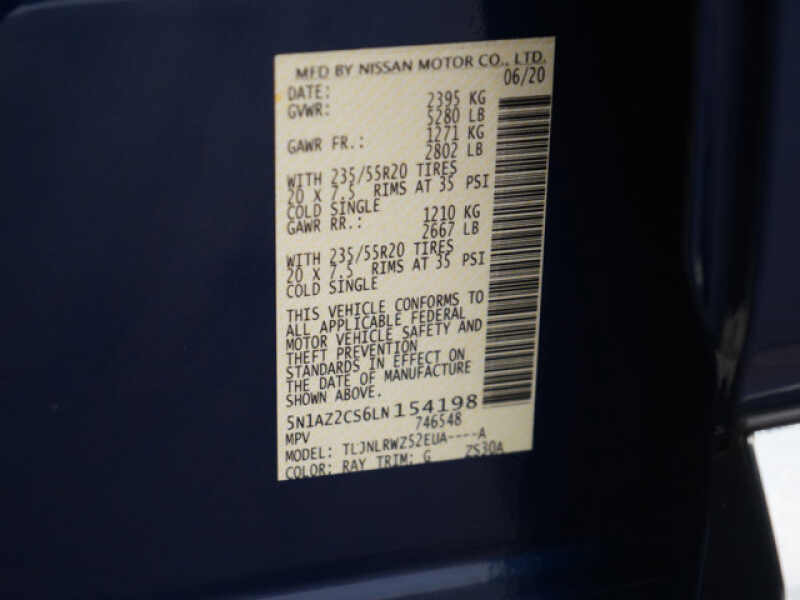 MFD BY NISSAN MOTOR CO., LTD.
DATE: 06/20
GVWR: 2395 KG
5280 LB
GAWR FR.: 1271 KG
2802 LB
WITH 235/55R20 TIRES
20 X 7.5 RIMS AT 35 PSI
COLD SINGLE
GAWR RR.: 1210 KG
2667 LB
WITH 235/55R20 TIRES
20 X 7.5 RIMS AT 35 PSI
COLD SINGLE
THIS VEHICLE CONFORMS TO
ALL APPLICABLE FEDERAL
MOTOR VEHICLE SAFETY AND
THEFT PREVENTION
STANDARDS IN EFFECT ON
THE DATE OF MANUFACTURE
SHOWN ABOVE.
5N1AZ2CS6LN154198
MPV 746548
MODEL: TLJNLRWZ52EUA----A
COLOR: RAY TRIM: G ZS30A